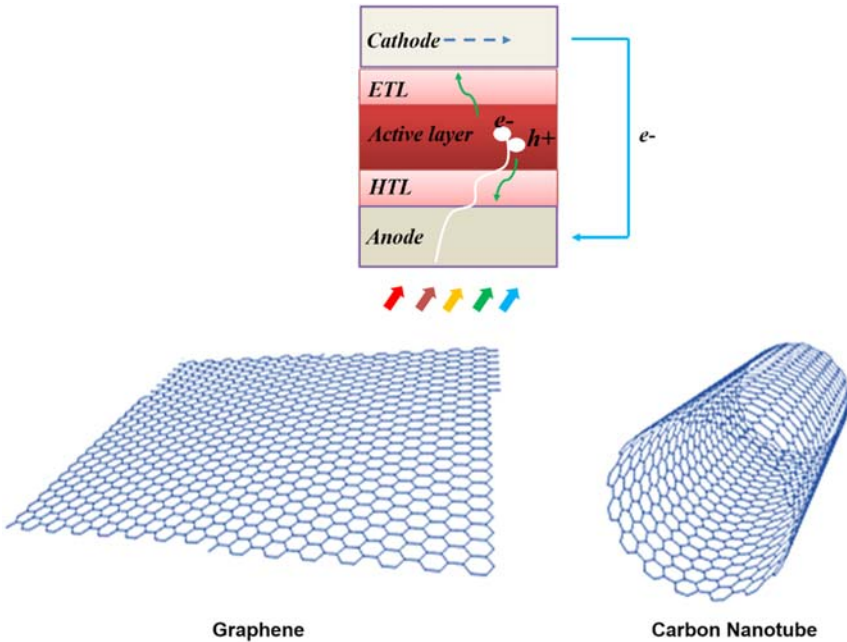 Cathode
ETL
e-
Active layer
h+
e-
HTL
Anode
Graphene
Carbon Nanotube